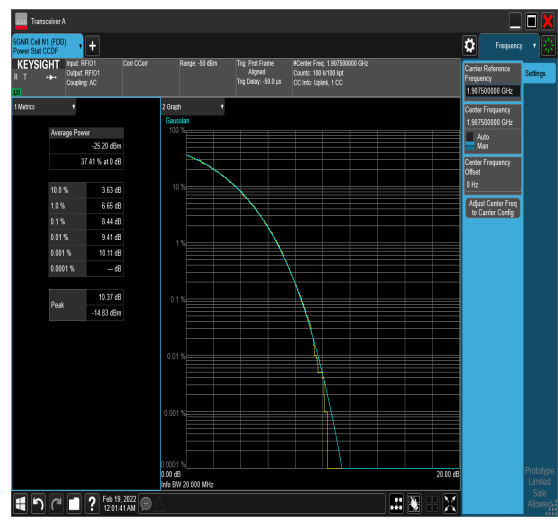 Transceiver A
5GNR Cell N1 (FDD)
Power Stat CCDF
Frequency
KEYSIGHT
R T
LV
Input: RFIO1
Output: RFIO1
Coupling: AC
Corr CCorr
Range: -50 dBm
Trig: Prst Frame
Aligned
Trig Delay: -50.0 µs
#Center Freq: 1.907500000 GHz
Counts: 100 k/100 kpt
CC Info: Uplink, 1 CC
1 Metrics
Average Power
-25.20 dBm
37.41 % at 0 dB
10.0 % 3.63 dB
1.0 % 6.65 dB
0.1 % 8.44 dB
0.01 % 9.41 dB
0.001 % 10.11 dB
0.0001 % --- dB
Peak
10.37 dB
-14.83 dBm
2 Graph
Gaussian
100 %
10 %
1 %
0.1 %
0.01 %
0.001 %
0.0001 %
0.00 dB
20.00 dB
Info BW 20.000 MHz
Carrier Reference
Frequency
1.907500000 GHz
Settings
Center Frequency
1.907500000 GHz
Auto
Man
Center Frequency
Offset
0 Hz
Adjust Center Freq
to Carrier Config
Feb 19, 2022
12:01:41 AM
Prototype
Limited
Sale
Allowed